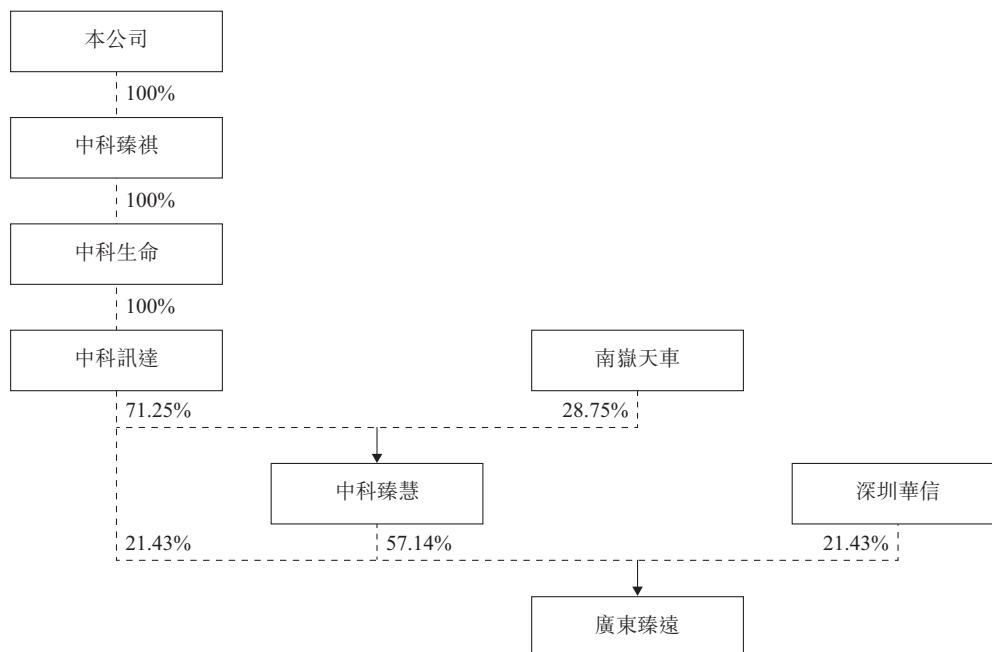 本公司
100%
中科臻祺
100%
中科生命
100%
中科訊達
南嶽天車
71.25%
28.75%
中科臻慧
深圳華信
21.43%
57.14%
21.43%
廣東臻遠